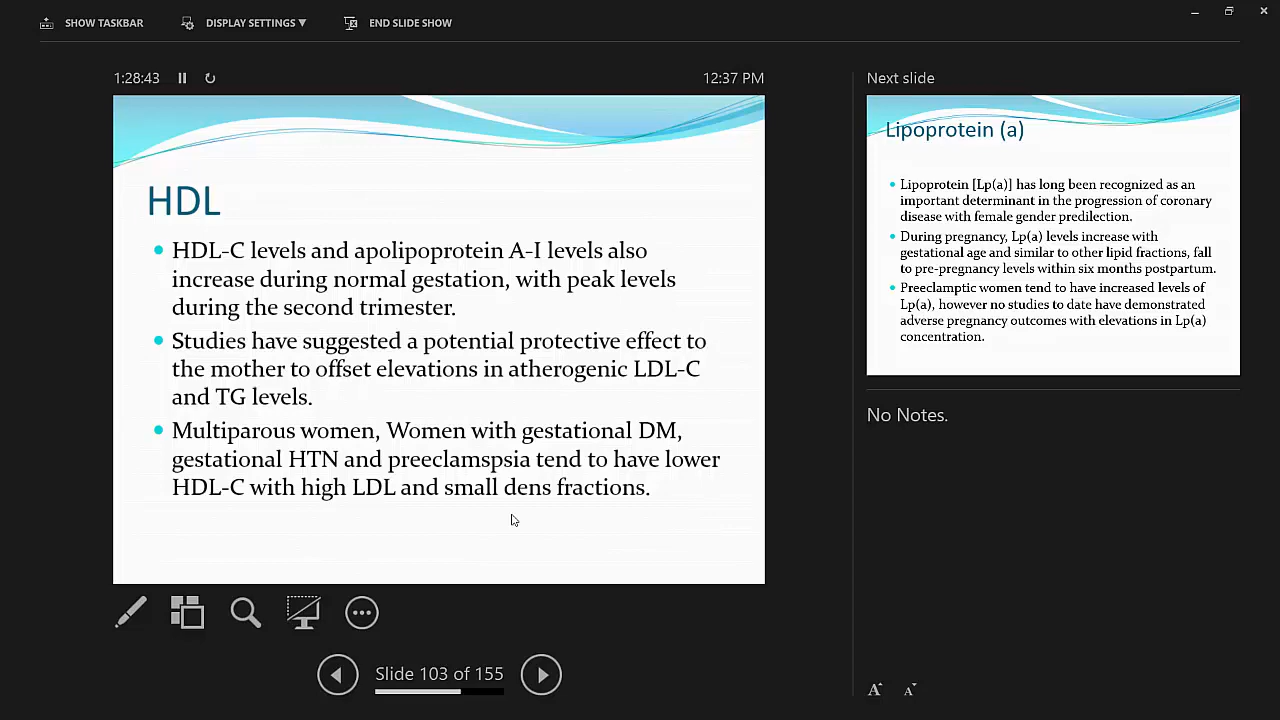 SHOW TASKBAR
DISPLAY SETTINGS ▼
END SLIDE SHOW
1:28:43
12:37 PM
HDL
• HDL-C levels and apolipoprotein A-I levels also
increase during normal gestation, with peak levels
during the second trimester.
• Studies have suggested a potential protective effect to
the mother to offset elevations in atherogenic LDL-C
and TG levels.
• Multiparous women, Women with gestational DM,
gestational HTN and preeclamspsia tend to have lower
HDL-C with high LDL and small dens fractions.
Slide 103 of 155
Next slide
Lipoprotein (a)
• Lipoprotein [Lp(a)] has long been recognized as an
important determinant in the progression of coronary
disease with female gender predilection.
• During pregnancy, Lp(a) levels increase with
gestational age and similar to other lipid fractions, fall
to pre-pregnancy levels within six months postpartum.
• Preeclamptic women tend to have increased levels of
Lp(a), however no studies to date have demonstrated
adverse pregnancy outcomes with elevations in Lp(a)
concentration.
No Notes.
A A